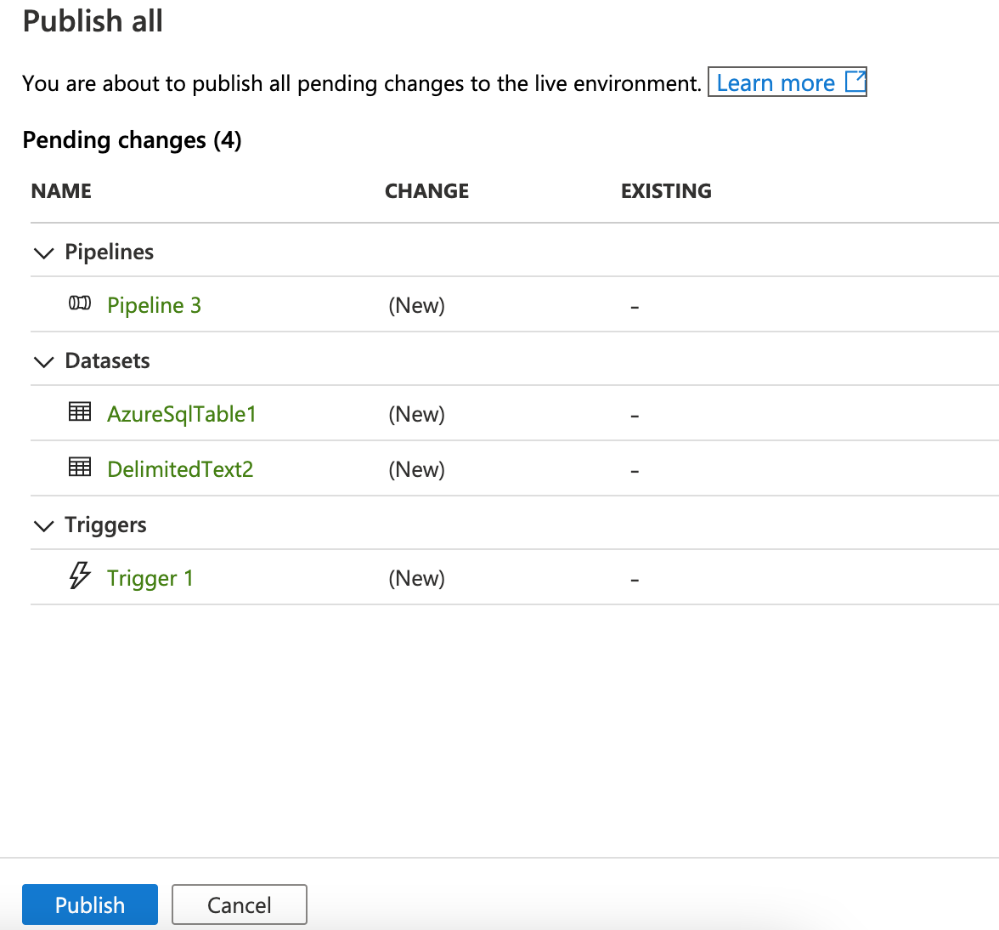 Publish all
You are about to publish all pending changes to the live environment. Learn more
Pending changes (4)
NAME CHANGE EXISTING
Pipelines
Pipeline 3 (New) -
Datasets
AzureSqlTable1 (New) -
DelimitedText2 (New) -
Triggers
Trigger 1 (New) -
Publish Cancel